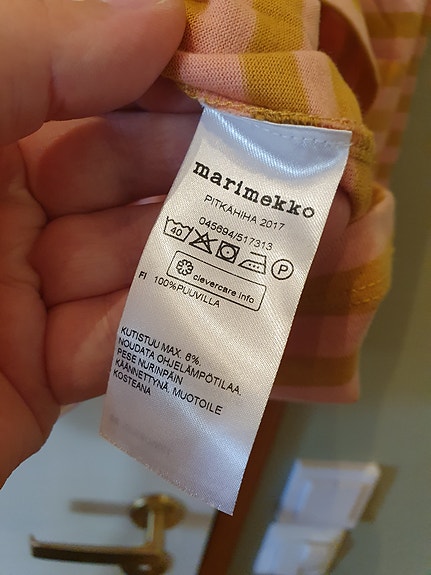 marimekko
PITKÄHIHA 2017
045694/517313
40 P
clevercare.info
FI 100%PUUVILLA
KUTISTUU MAX. 6%.
NOUDATA OHJELÄMPÖTILAA.
PESE NURINPÄIN
KÄÄNNETTYNÄ. MUOTOILE
KOSTEANA